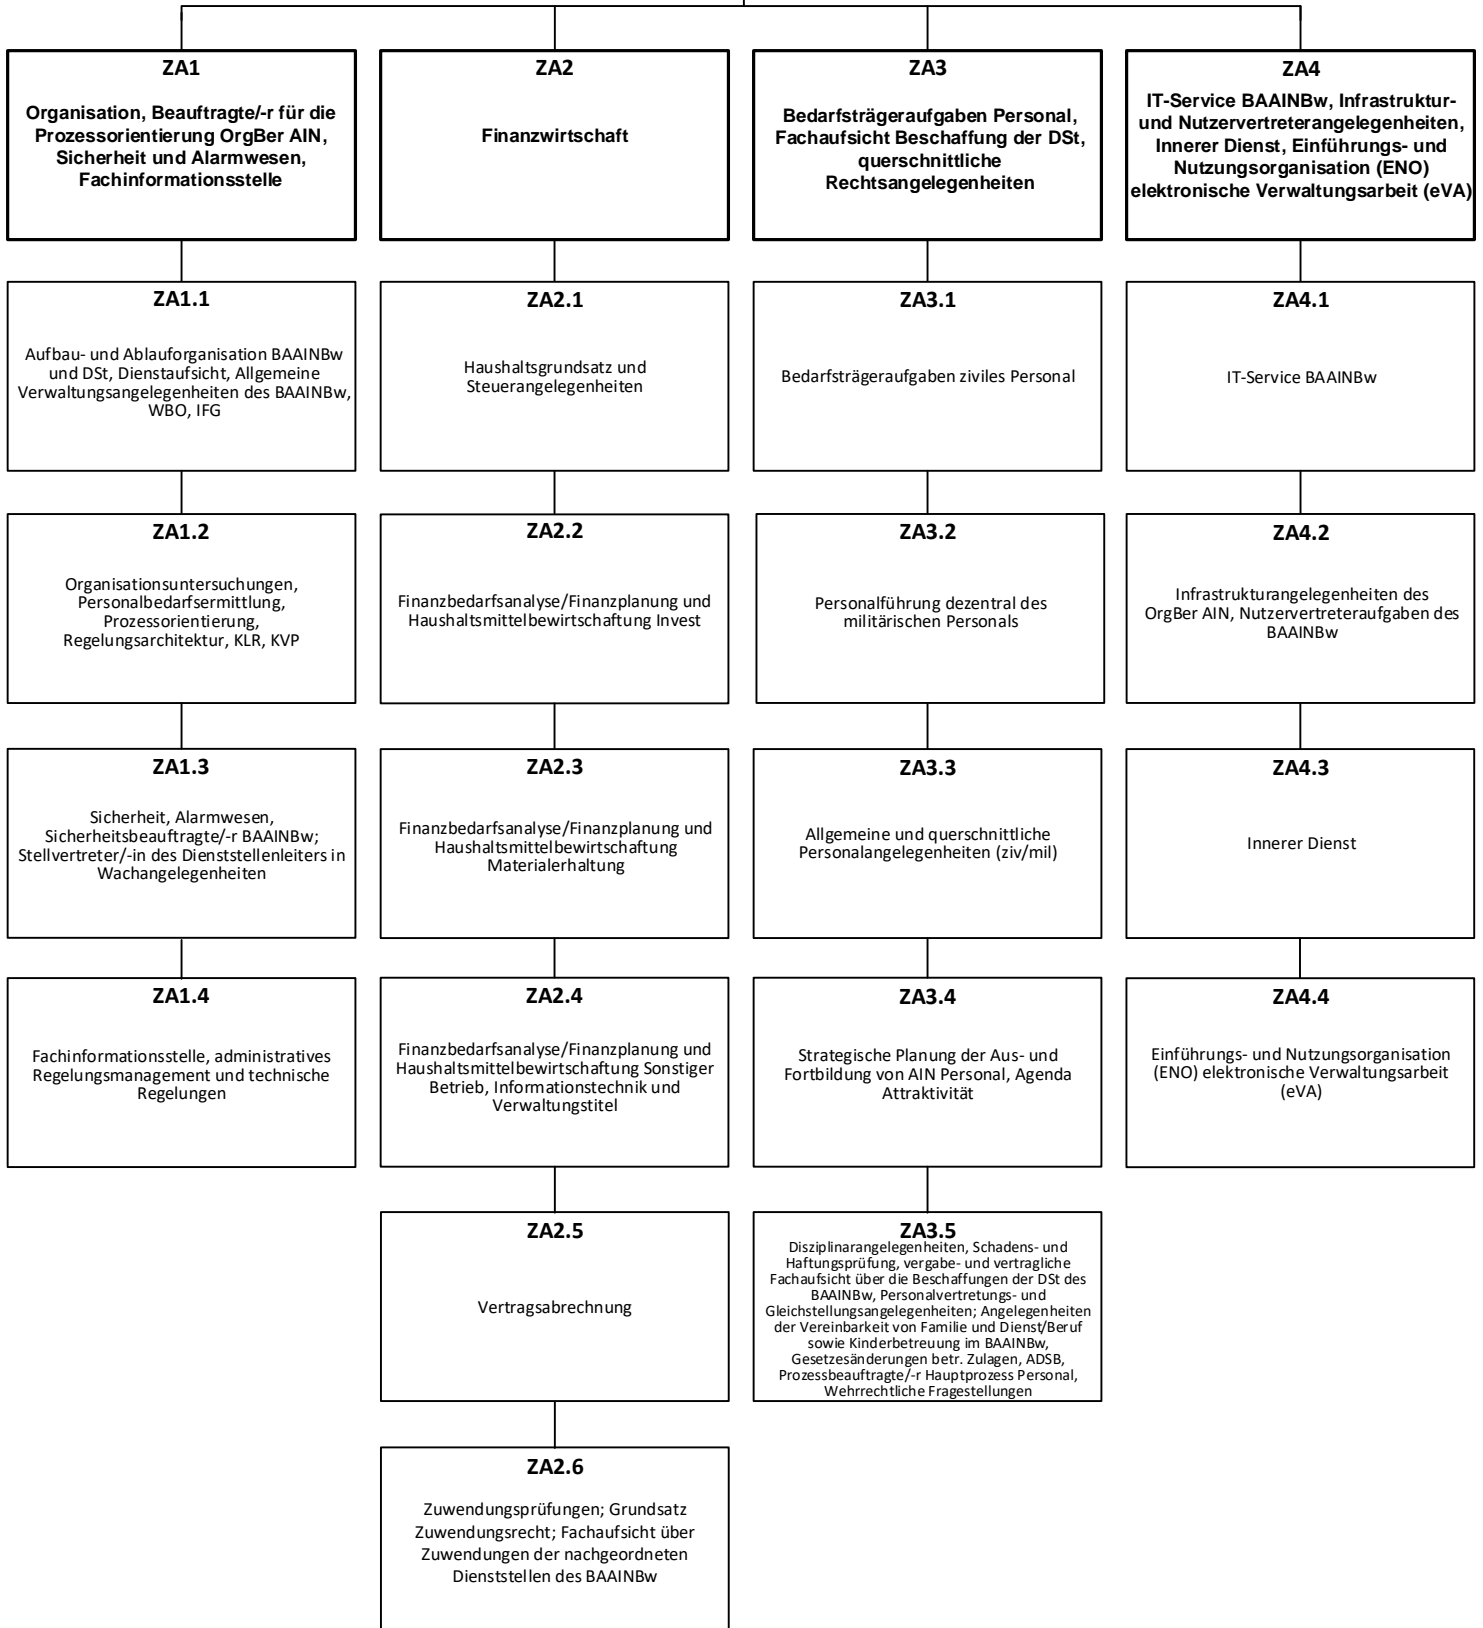 ZA1
Organisation, Beauftragte/-r für die
Prozessorientierung OrgBer AIN,
Sicherheit und Alarmwesen,
Fachinformationsstelle
ZA1.1
Aufbau- und Ablauforganisation BAAINBw
und DSt, Dienstaufsicht, Allgemeine
Verwaltungsangelegenheiten des BAAINBw,
WBO, IFG
ZA1.2
Organisationsuntersuchungen,
Personalbedarfsermittlung,
Prozessorientierung,
Regelungsarchitektur, KLR, KVP
ZA1.3
Sicherheit, Alarmwesen,
Sicherheitsbeauftragte/-r BAAINBw;
Stellvertreter/-in des Dienststellenleiters in
Wachangelegenheiten
ZA1.4
Fachinformationsstelle, administratives
Regelungsmanagement und technische
Regelungen
ZA2
Finanzwirtschaft
ZA2.1
Haushaltsgrundsatz und
Steuerangelegenheiten
ZA2.2
Finanzbedarfsanalyse/Finanzplanung und
Haushaltsmittelbewirtschaftung Invest
ZA2.3
Finanzbedarfsanalyse/Finanzplanung und
Haushaltsmittelbewirtschaftung
Materialerhaltung
ZA2.4
Finanzbedarfsanalyse/Finanzplanung und
Haushaltsmittelbewirtschaftung Sonstiger
Betrieb, Informationstechnik und
Verwaltungstitel
ZA2.5
Vertragsabrechnung
ZA2.6
Zuwendungsprüfungen; Grundsatz
Zuwendungsrecht; Fachaufsicht über
Zuwendungen der nachgeordneten
Dienststellen des BAAINBw
ZA3
Bedarfsträgeraufgaben Personal,
Fachaufsicht Beschaffung der DSt,
querschnittliche
Rechtsangelegenheiten
ZA3.1
Bedarfsträgeraufgaben ziviles Personal
ZA3.2
Personalführung dezentral des
militärischen Personals
ZA3.3
Allgemeine und querschnittliche
Personalangelegenheiten (ziv/mil)
ZA3.4
Strategische Planung der Aus- und
Fortbildung von AIN Personal, Agenda
Attraktivität
ZA3.5
Disziplinarangelegenheiten, Schadens- und
Haftungsprüfung, vergabe- und vertragliche
Fachaufsicht über die Beschaffungen der DSt des
BAAINBw, Personalvertretungs- und
Gleichstellungsangelegenheiten; Angelegenheiten
der Vereinbarkeit von Familie und Dienst/Beruf
sowie Kinderbetreuung im BAAINBw,
Gesetzesänderungen betr. Zulagen, ADSB,
Prozessbeauftragte/-r Hauptprozess Personal,
Wehrrechtliche Fragestellungen
ZA4
IT-Service BAAINBw, Infrastruktur-
und Nutzervertreterangelegenheiten,
Innerer Dienst, Einführungs- und
Nutzungsorganisation (ENO)
elektronische Verwaltungsarbeit (eVA)
ZA4.1
IT-Service BAAINBw
ZA4.2
Infrastrukturangelegenheiten des
OrgBer AIN, Nutzervertreteraufgaben des
BAAINBw
ZA4.3
Innerer Dienst
ZA4.4
Einführungs- und Nutzungsorganisation
(ENO) elektronische Verwaltungsarbeit
(eVA)